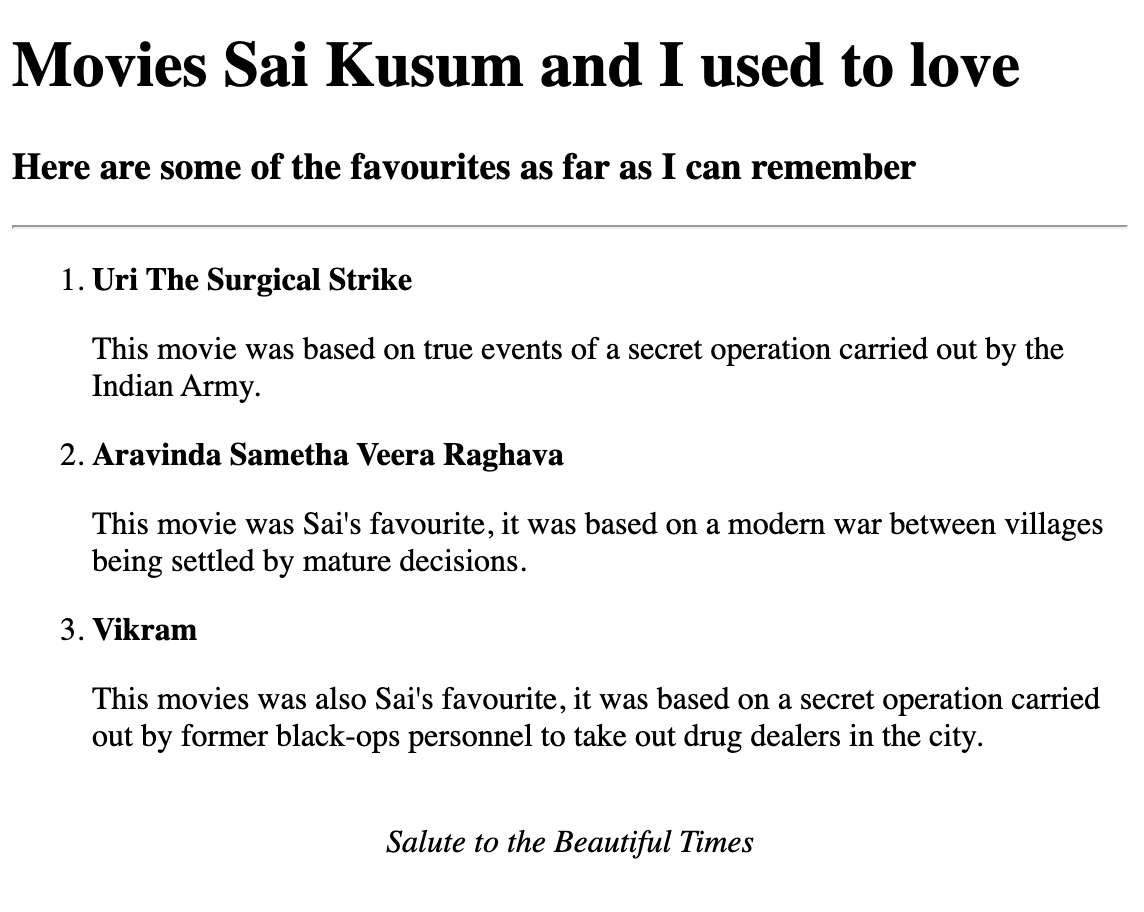 Movies Sai Kusum and I used to love
Here are some of the favourites as far as I can remember
1. Uri The Surgical Strike
This movie was based on true events of a secret operation carried out by the
Indian Army.
2. Aravinda Sametha Veera Raghava
This movie was Sai's favourite, it was based on a modern war between villages
being settled by mature decisions.
3. Vikram
This movies was also Sai's favourite, it was based on a secret operation carried
out by former black-ops personnel to take out drug dealers in the city.
Salute to the Beautiful Times